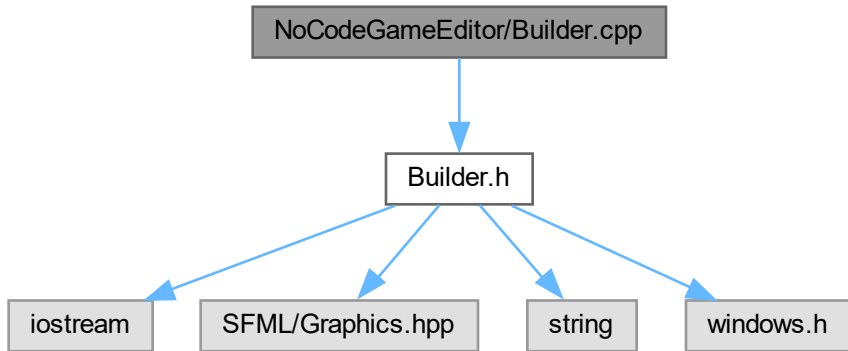 NoCodeGameEditor/Builder.cpp
Builder.h
iostream
SFML/Graphics.hpp
string
windows.h